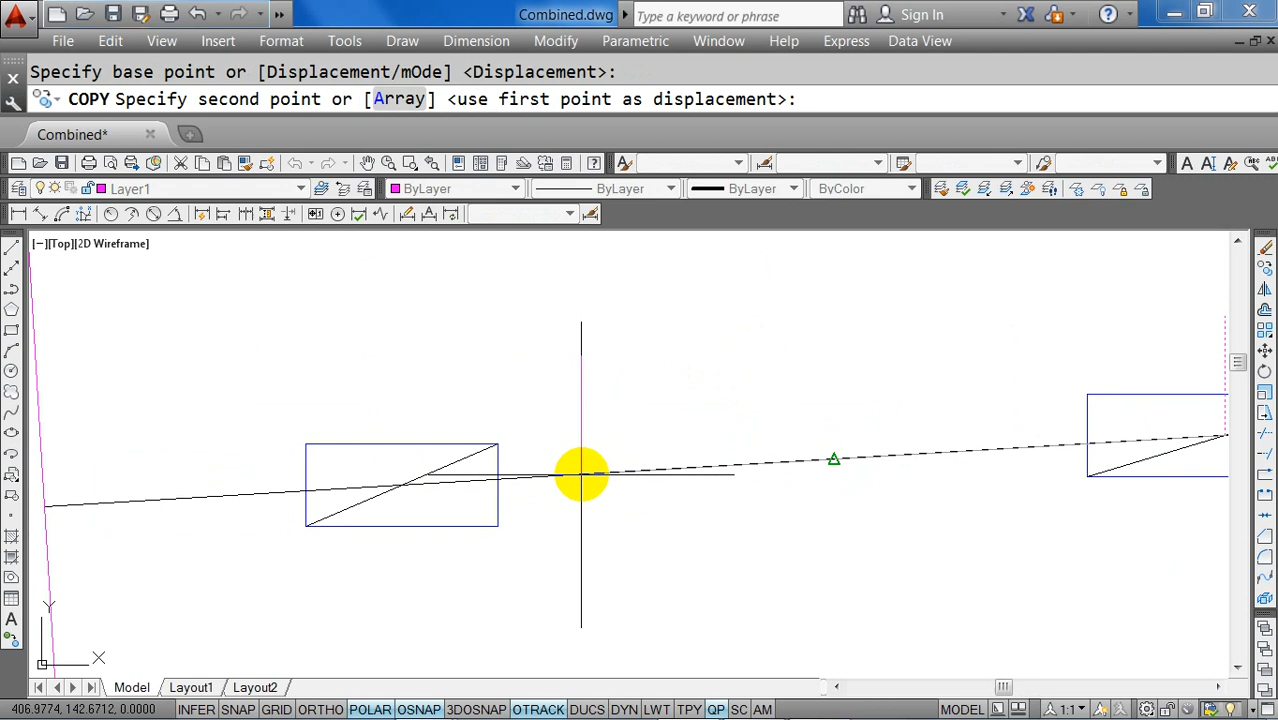 Combined.dwg
Type a keyword or phrase
Sign In
File Edit View Insert Format Tools Draw Dimension Modify Parametric Window Help Express Data View
Specify base point or [Displacement/mOde] <Displacement>:
COPY Specify second point or [Array] <use first point as displacement>:
Combined*
Layer1 ByLayer ByLayer ByLayer ByColor
[−][Top][2D Wireframe]
Y
X
Model Layout1 Layout2
406.9774, 142.6712, 0.0000 INFER SNAP GRID ORTHO POLAR OSNAP 3DOSNAP OTRACK DUCS DYN LWT TPY QP SC AM MODEL 1:1